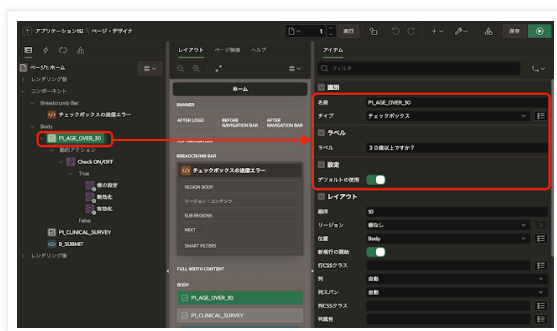 アプリケーション112 \ ページ・デザイナ
1
実行
保存
ページ1: ホーム
レンダリング前
コンポーネント
Breadcrumb Bar
チェックボックスの送信エラー
Body
P1_AGE_OVER_30
動的アクション
Check ON/OFF
True
値の設定
無効化
有効化
False
P1_CLINICAL_SURVEY
B_SUBMIT
レンダリング後
レイアウト
ページ検索
ヘルプ
ホーム
BANNER
AFTER LOGO
BEFORE NAVIGATION BAR
AFTER NAVIGATION BAR
BREADCRUMB BAR
チェックボックスの送信エラー
REGION BODY
リージョン・コンテンツ
SUB REGIONS
NEXT
SMART FILTERS
FULL WIDTH CONTENT
BODY
P1_AGE_OVER_30
P1_CLINICAL_SURVEY
アイテム
フィルタ
識別
名前 P1_AGE_OVER_30
タイプ チェックボックス
ラベル
ラベル 30歳以上ですか?
設定
デフォルトの使用
レイアウト
順序 10
リージョン 親なし
位置 Body
新規行の開始
行CSSクラス
列 自動
列スパン 自動
列CSSクラス
列属性